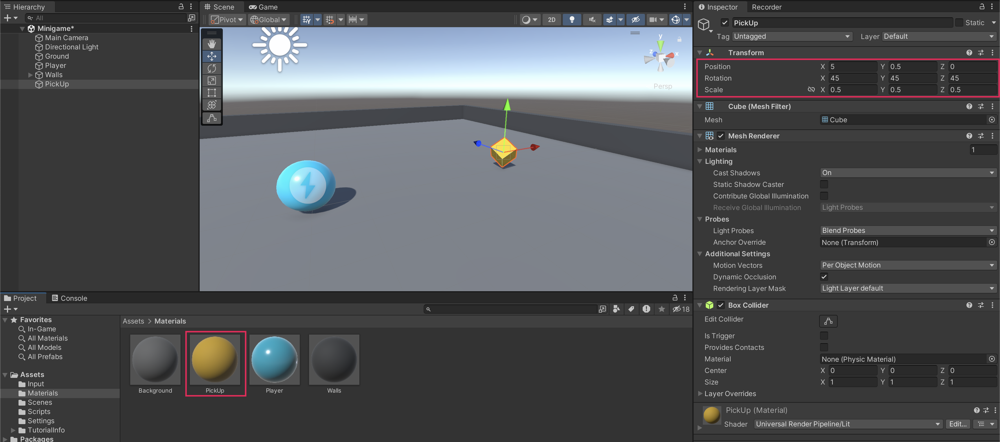 Hierarchy
All
Minigame*
Main Camera
Directional Light
Ground
Player
Walls
PickUp
Scene
Game
Pivot
Global
2D
y
z
x
Persp
Inspector
Recorder
PickUp
Static
Tag Untagged Layer Default
Transform
Position X 5 Y 0.5 Z 0
Rotation X 45 Y 45 Z 45
Scale X 0.5 Y 0.5 Z 0.5
Cube (Mesh Filter)
Mesh Cube
Mesh Renderer
Materials 1
Lighting
Cast Shadows On
Static Shadow Caster
Contribute Global Illumination
Receive Global Illumination Light Probes
Probes
Light Probes Blend Probes
Anchor Override None (Transform)
Additional Settings
Motion Vectors Per Object Motion
Dynamic Occlusion
Rendering Layer Mask Light Layer default
Box Collider
Edit Collider
Is Trigger
Provides Contacts
Material None (Physic Material)
Center X 0 Y 0 Z 0
Size X 1 Y 1 Z 1
Layer Overrides
PickUp (Material)
Shader Universal Render Pipeline/Lit Edit...
Project
Console
18
Favorites
In-Game
All Materials
All Models
All Prefabs
Assets
Input
Materials
Scenes
Scripts
Settings
TutorialInfo
Packages
Assets > Materials
Background
PickUp
Player
Walls